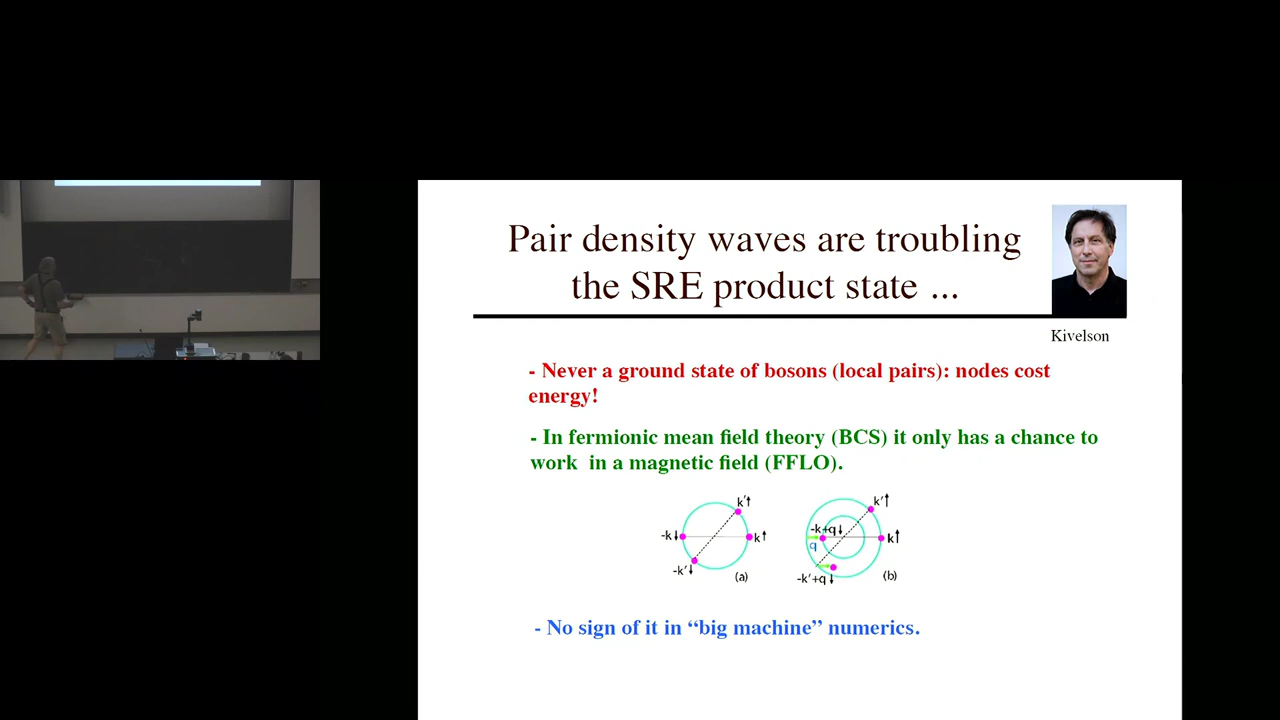 Pair density waves are troubling
the SRE product state ...
Kivelson
- Never a ground state of bosons (local pairs): nodes cost
energy!
- In fermionic mean field theory (BCS) it only has a chance to
work in a magnetic field (FFLO).
k'↑
-k↓
k↑
-k'↓
(a)
k'↑
-k+q↓
k↑
q
-k'+q↓
(b)
- No sign of it in “big machine” numerics.